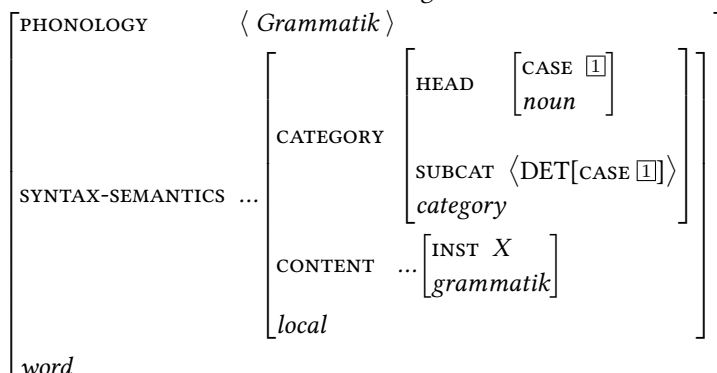 PHONOLOGY ⟨ Grammatik ⟩
CASE 1
HEAD
noun
CATEGORY
SUBCAT ⟨DET[CASE 1]⟩
SYNTAX-SEMANTICS ...
category
INST X
CONTENT ...
grammatik
local
word